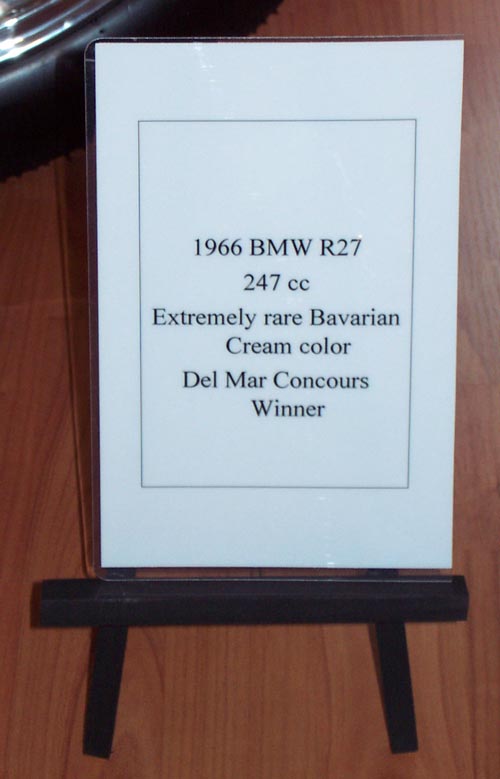 1966 BMW R27
247 cc
Extremely rare Bavarian
Cream color
Del Mar Concours
Winner